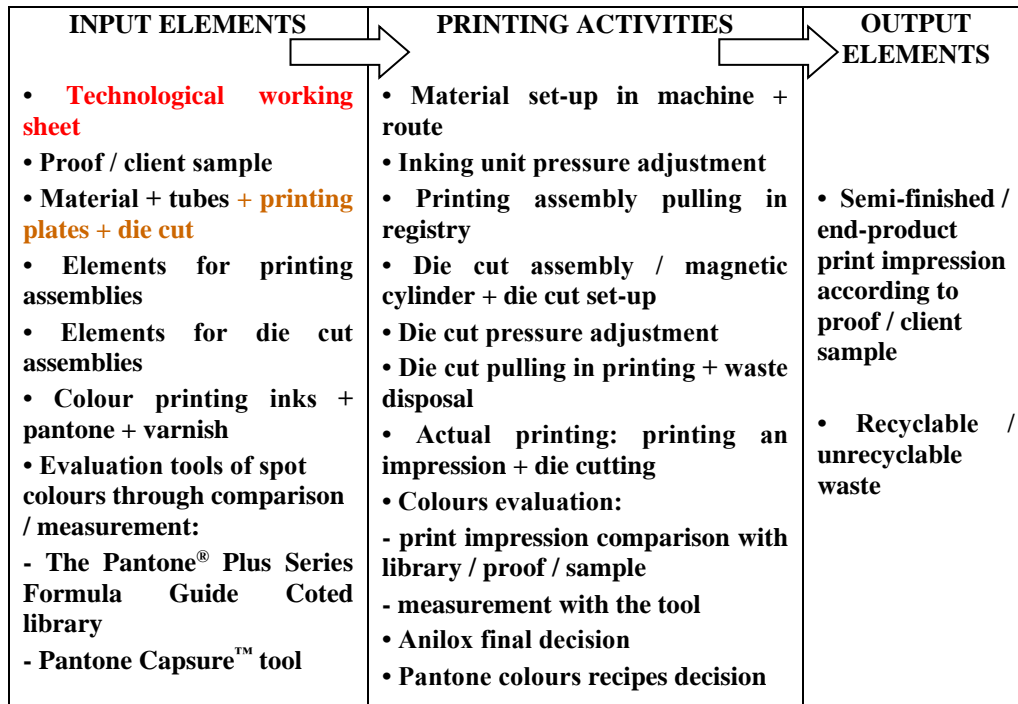 INPUT ELEMENTS
• Technological working
sheet
• Proof / client sample
• Material + tubes + printing
plates + die cut
• Elements for printing
assemblies
• Elements for die cut
assemblies
• Colour printing inks +
pantone + varnish
• Evaluation tools of spot
colours through comparison
/ measurement:
- The Pantone® Plus Series
Formula Guide Coted
library
- Pantone Capsure™ tool
PRINTING ACTIVITIES
• Material set-up in machine +
route
• Inking unit pressure adjustment
• Printing assembly pulling in
registry
• Die cut assembly / magnetic
cylinder + die cut set-up
• Die cut pressure adjustment
• Die cut pulling in printing + waste
disposal
• Actual printing: printing an
impression + die cutting
• Colours evaluation:
- print impression comparison with
library / proof / sample
- measurement with the tool
• Anilox final decision
• Pantone colours recipes decision
OUTPUT
ELEMENTS
• Semi-finished /
end-product
print impression
according to
proof / client
sample
• Recyclable /
unrecyclable
waste